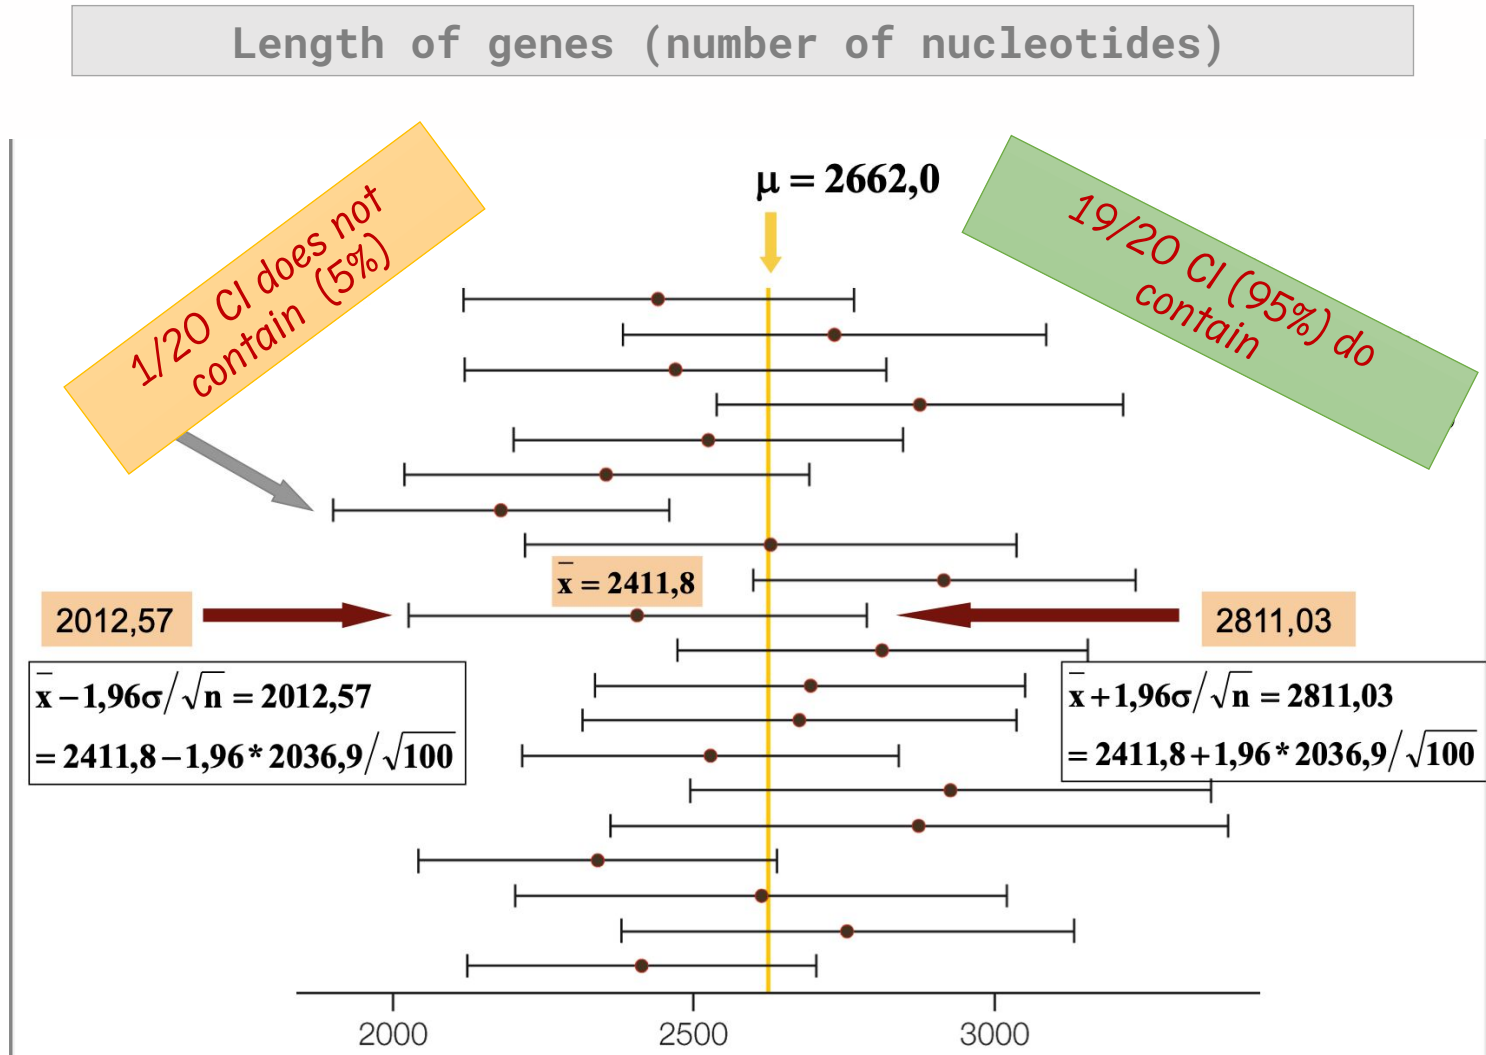 Length of genes (number of nucleotides)
μ = 2662,0
1/20 CI does not
contain (5%)
19/20 CI (95%) do
contain
x̄ = 2411,8
2012,57
2811,03
x̄ − 1,96σ/√n = 2012,57
= 2411,8 − 1,96 * 2036,9/√100
x̄ + 1,96σ/√n = 2811,03
= 2411,8 + 1,96 * 2036,9/√100
2000 2500 3000